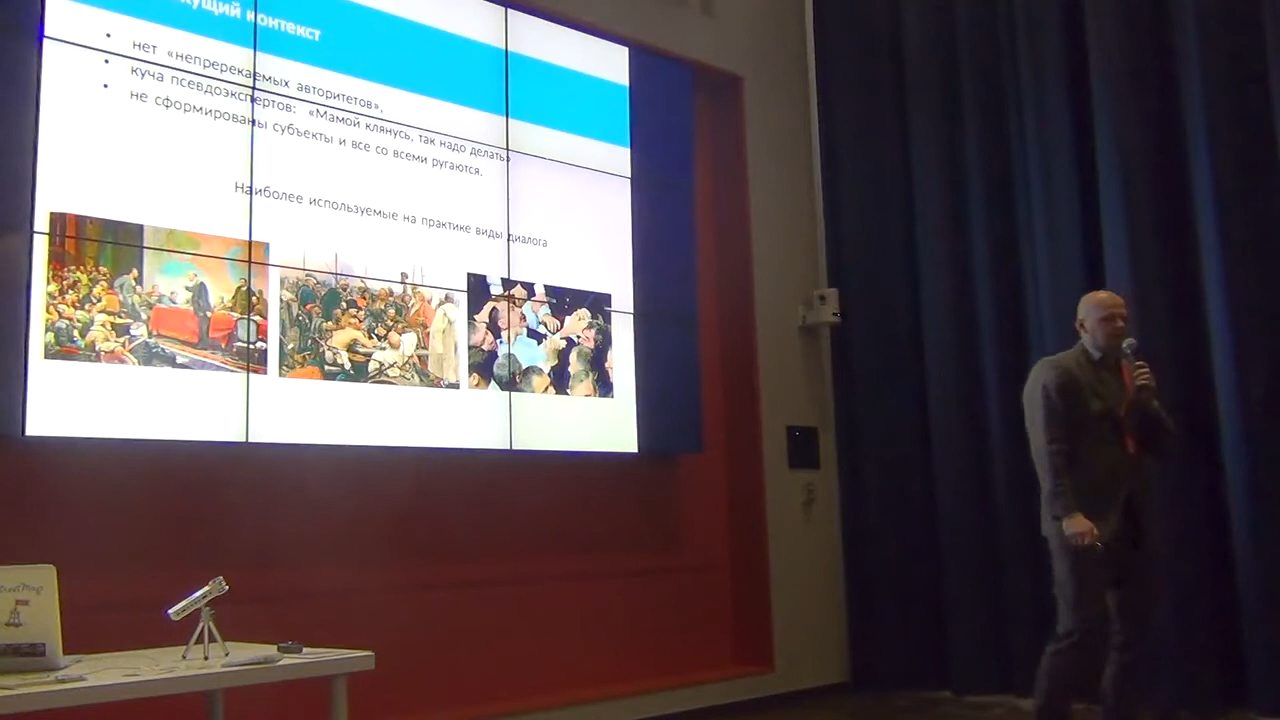 кущий контекст
нет «непререкаемых авторитетов»,
куча псевдоэкспертов: «Мамой клянусь, так надо делать»
не сформированы субъекты и все со всеми ругаются.
Наиболее используемые на практике виды диалога